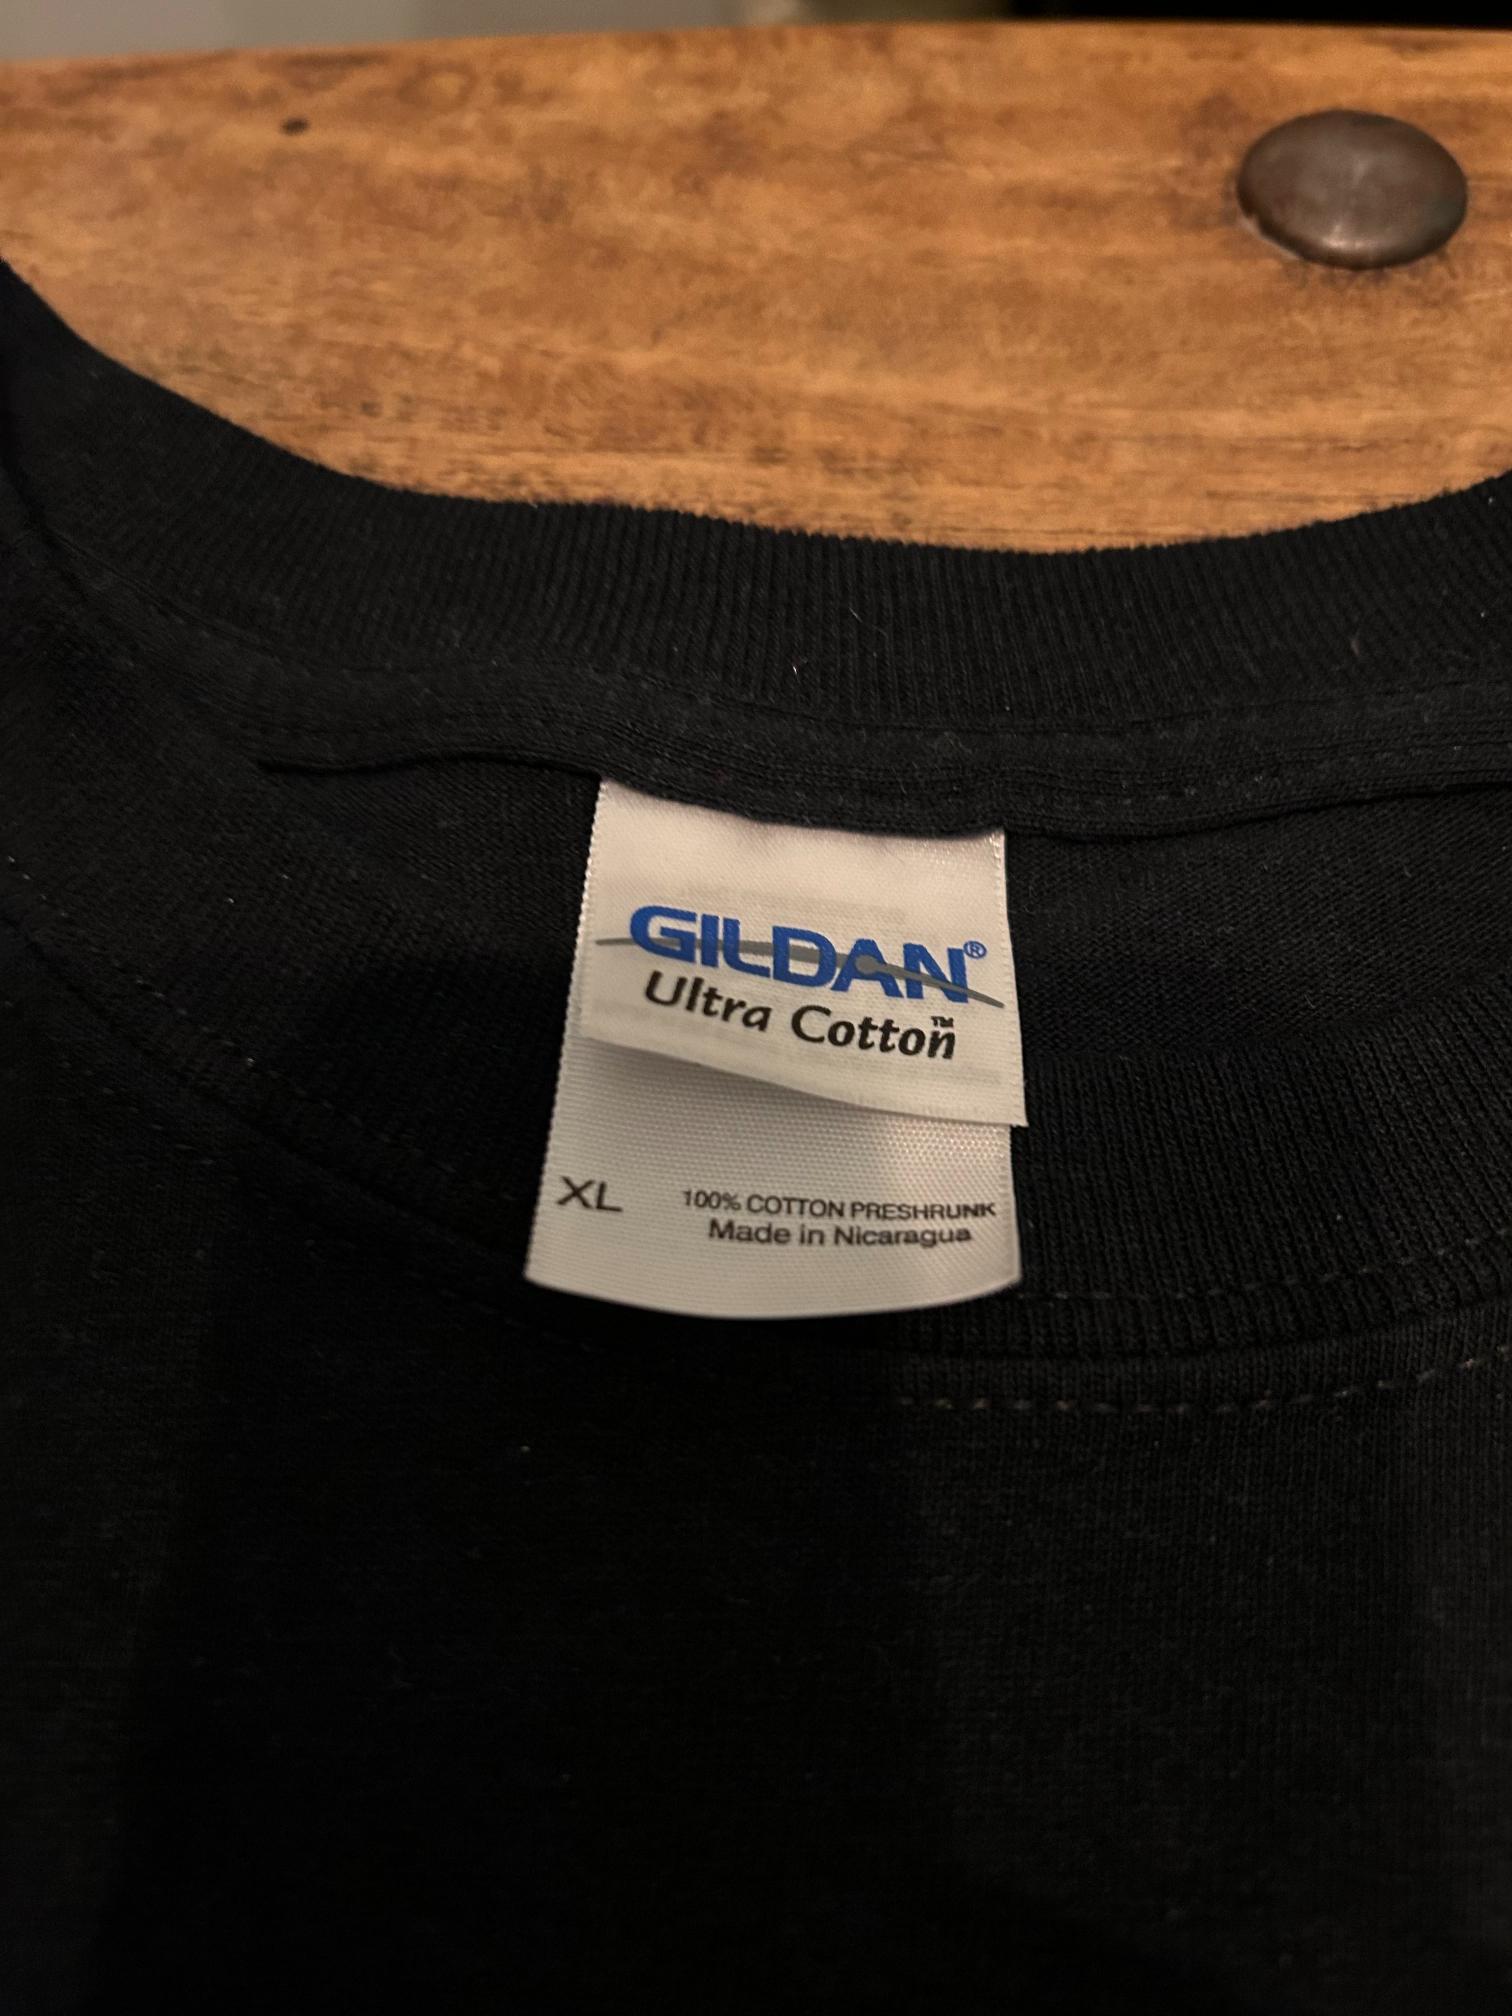 GILDAN®
Ultra Cotton™
XL 100% COTTON PRESHRUNK
Made in Nicaragua